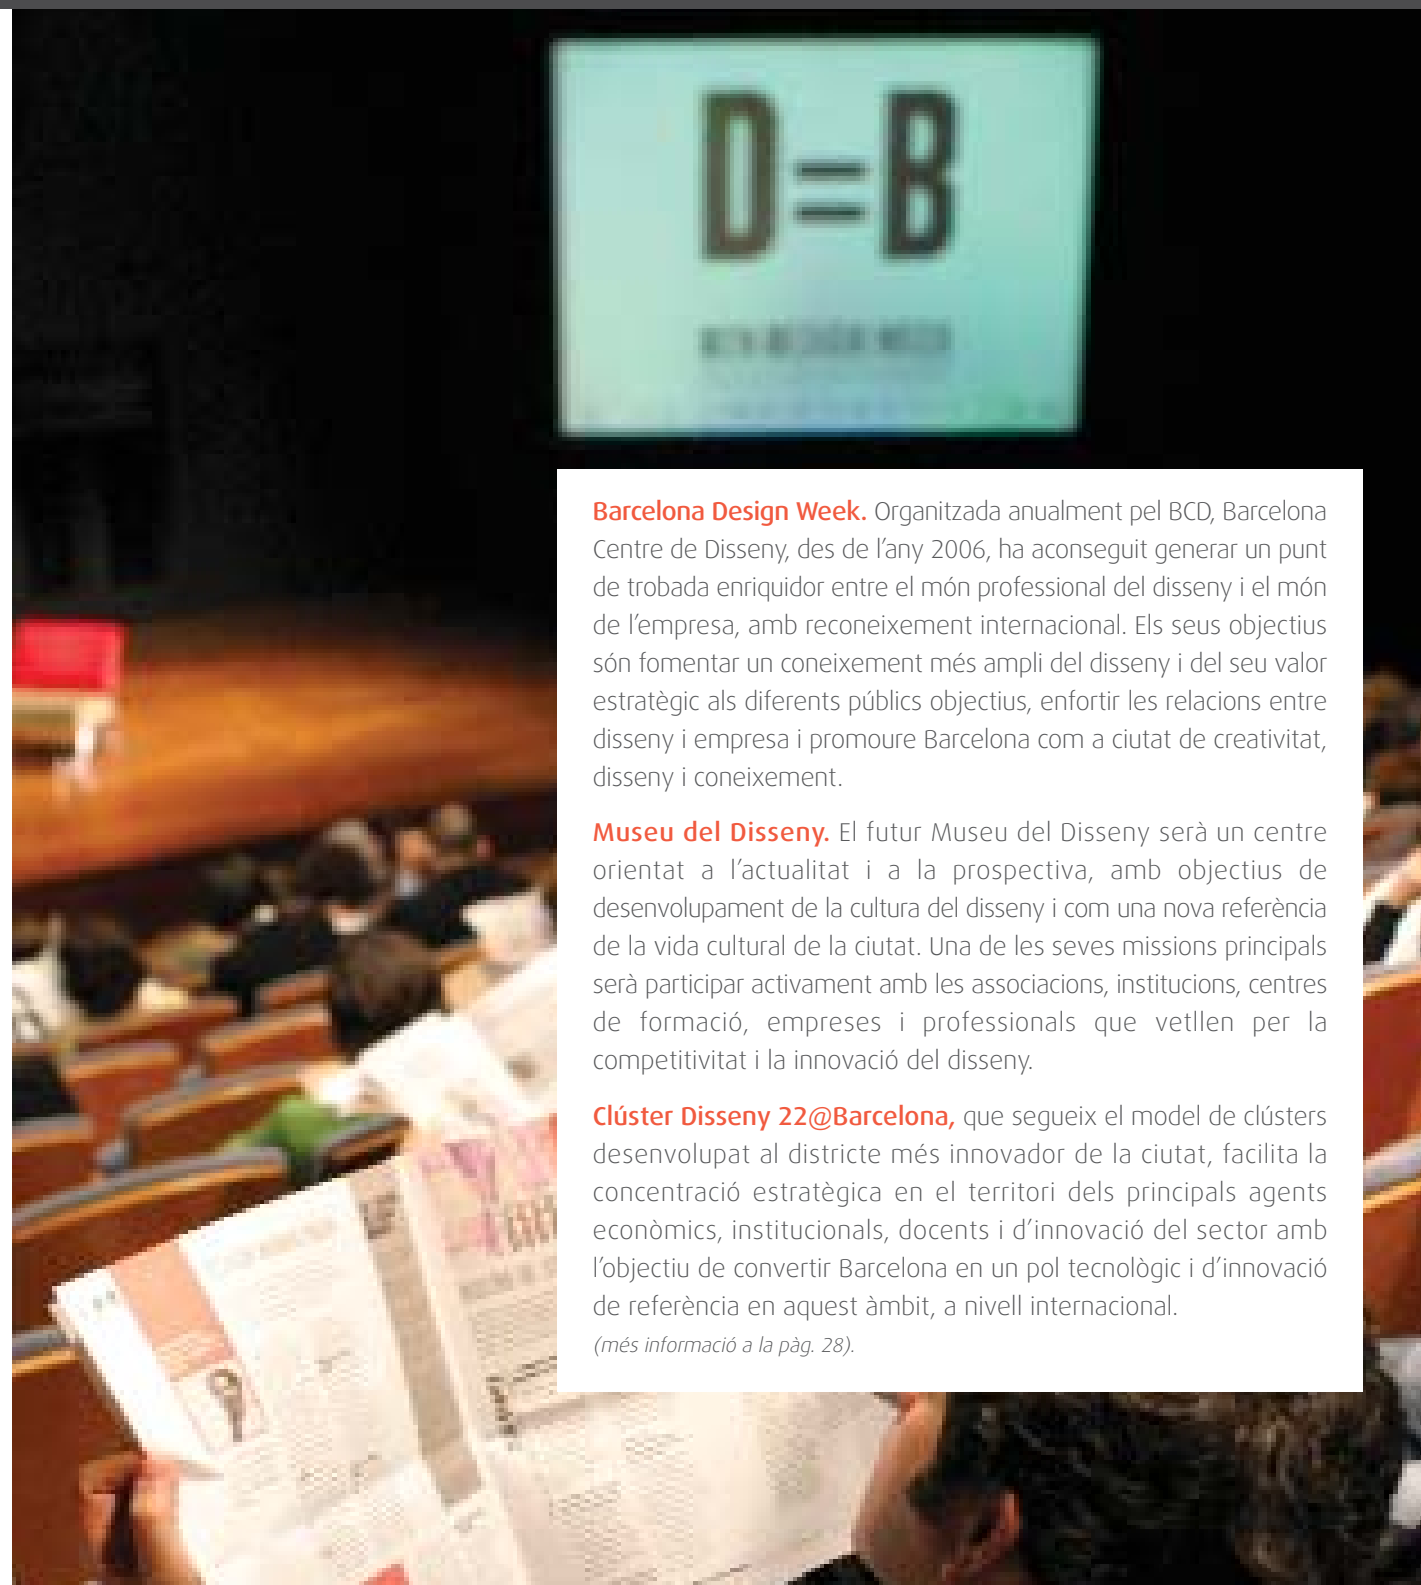 D=B
Barcelona Design Week. Organitzada anualment pel BCD, Barcelona
Centre de Disseny, des de l’any 2006, ha aconseguit generar un punt
de trobada enriquidor entre el món professional del disseny i el món
de l’empresa, amb reconeixement internacional. Els seus objectius
són fomentar un coneixement més ampli del disseny i del seu valor
estratègic als diferents públics objectius, enfortir les relacions entre
disseny i empresa i promoure Barcelona com a ciutat de creativitat,
disseny i coneixement.
Museu del Disseny. El futur Museu del Disseny serà un centre
orientat a l’actualitat i a la prospectiva, amb objectius de
desenvolupament de la cultura del disseny i com una nova referència
de la vida cultural de la ciutat. Una de les seves missions principals
serà participar activament amb les associacions, institucions, centres
de formació, empreses i professionals que vetllen per la
competitivitat i la innovació del disseny.
Clúster Disseny 22@Barcelona, que segueix el model de clústers
desenvolupat al districte més innovador de la ciutat, facilita la
concentració estratègica en el territori dels principals agents
econòmics, institucionals, docents i d’innovació del sector amb
l’objectiu de convertir Barcelona en un pol tecnològic i d’innovació
de referència en aquest àmbit, a nivell internacional.
(més informació a la pàg. 28).